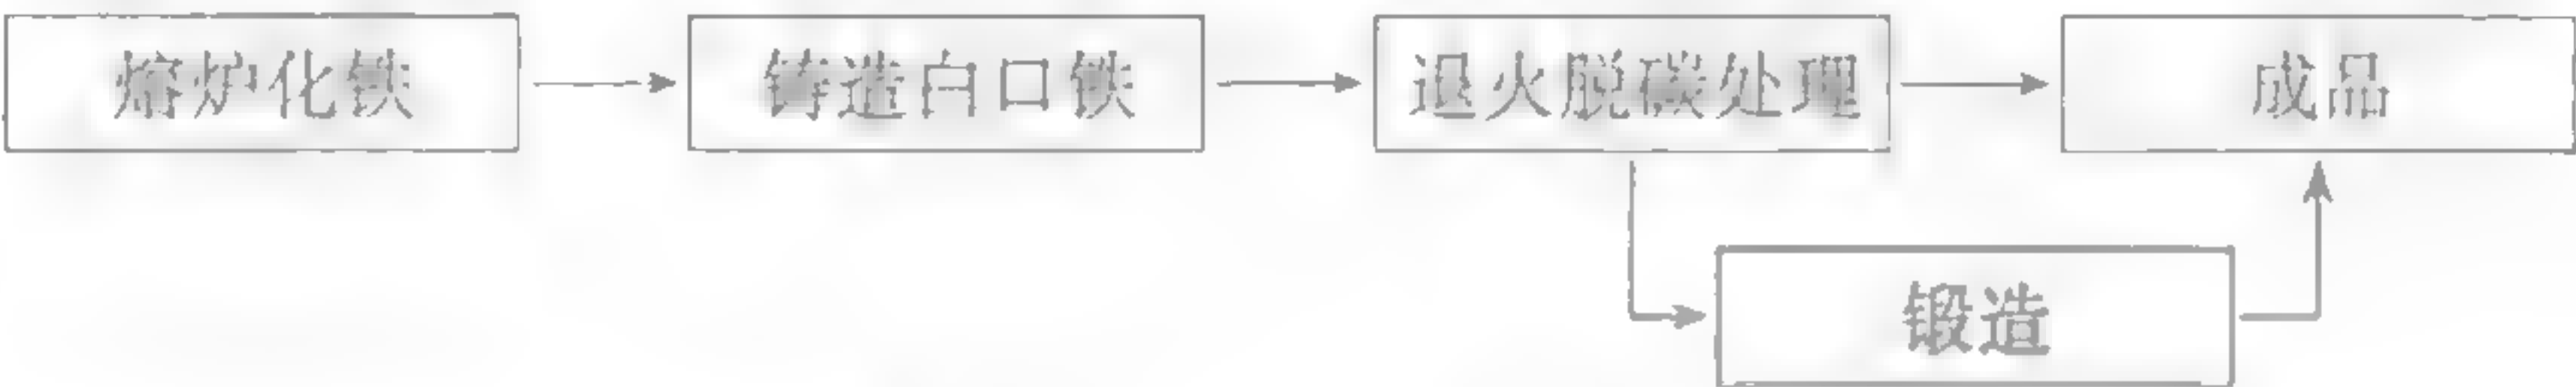 熔炉化铁
铸造白口铁
退火脱碳处理
成品
锻造